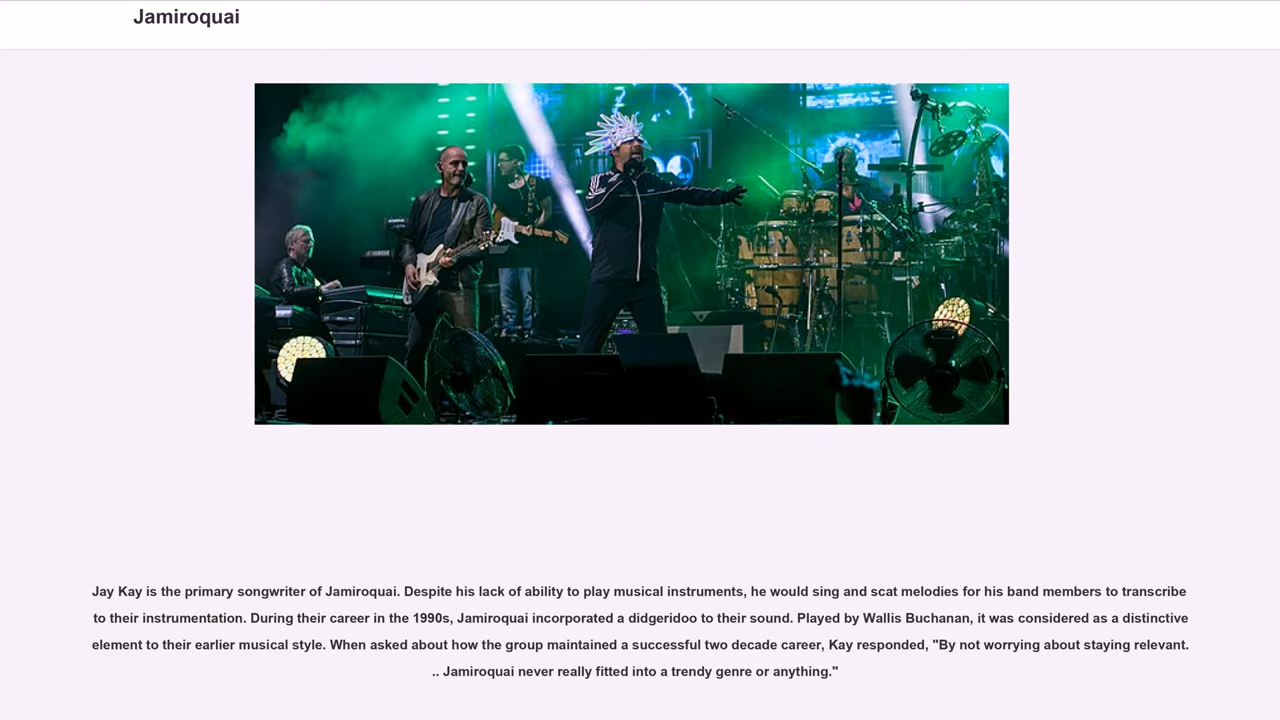 Jamiroquai
Jay Kay is the primary songwriter of Jamiroquai. Despite his lack of ability to play musical instruments, he would sing and scat melodies for his band members to transcribe
to their instrumentation. During their career in the 1990s, Jamiroquai incorporated a didgeridoo to their sound. Played by Wallis Buchanan, it was considered as a distinctive
element to their earlier musical style. When asked about how the group maintained a successful two decade career, Kay responded, "By not worrying about staying relevant.
.. Jamiroquai never really fitted into a trendy genre or anything."